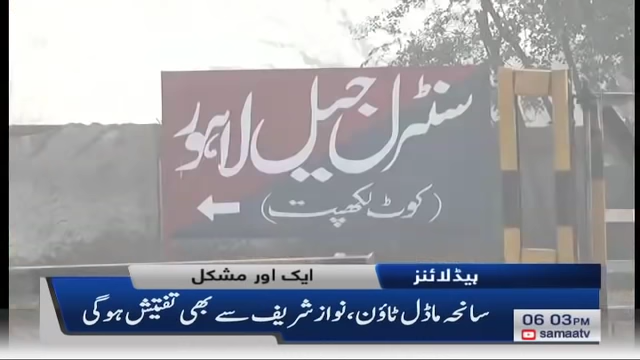 سنٹرل جیل لاہور
(کوٹ لکھپت)
ہیڈلائنز
ایک اور مشکل
سانحہ ماڈل ٹاؤن، نواز شریف سے بھی تفتیش ہوگی
06 03PM
samaatv